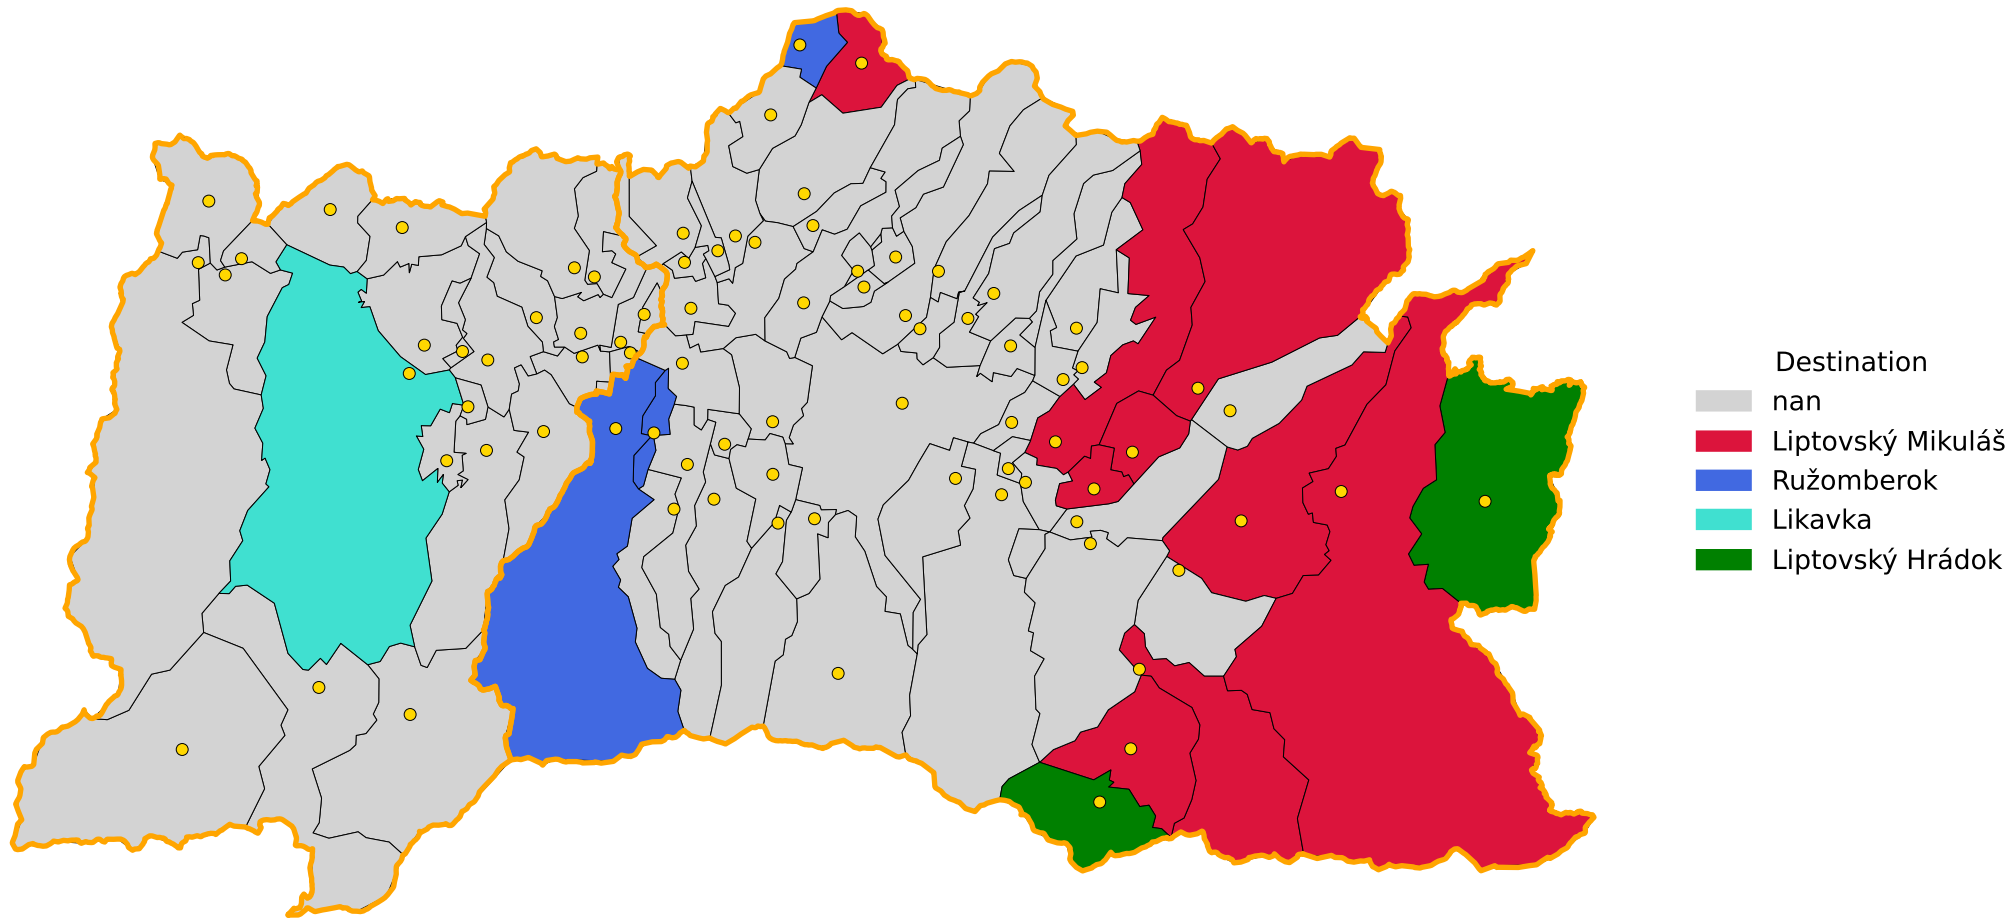 Destination
nan
Liptovský Mikuláš
Ružomberok
Likavka
Liptovský Hrádok